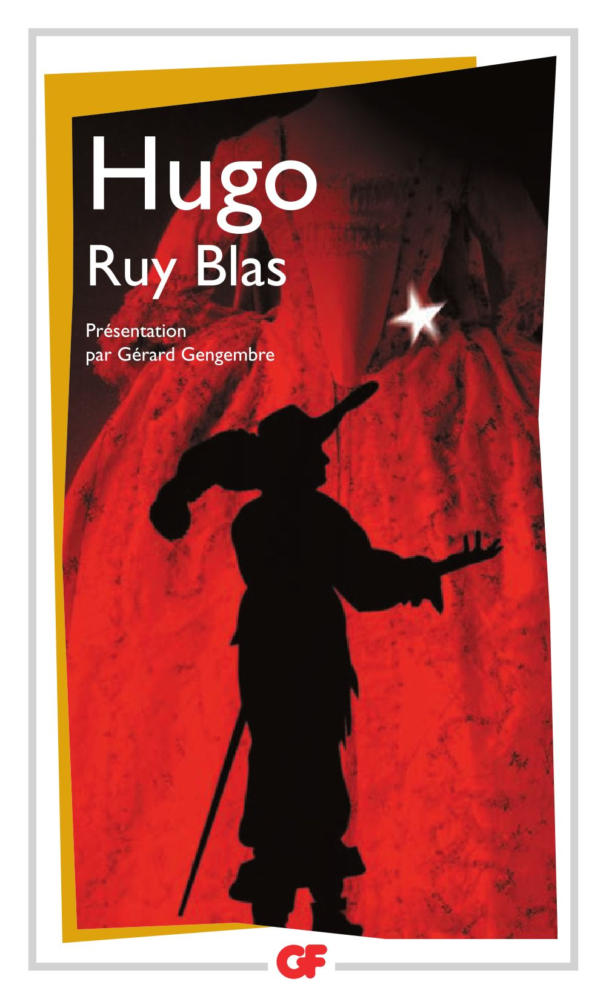 Hugo
Ruy Blas
Présentation
par Gérard Gengembre
GF